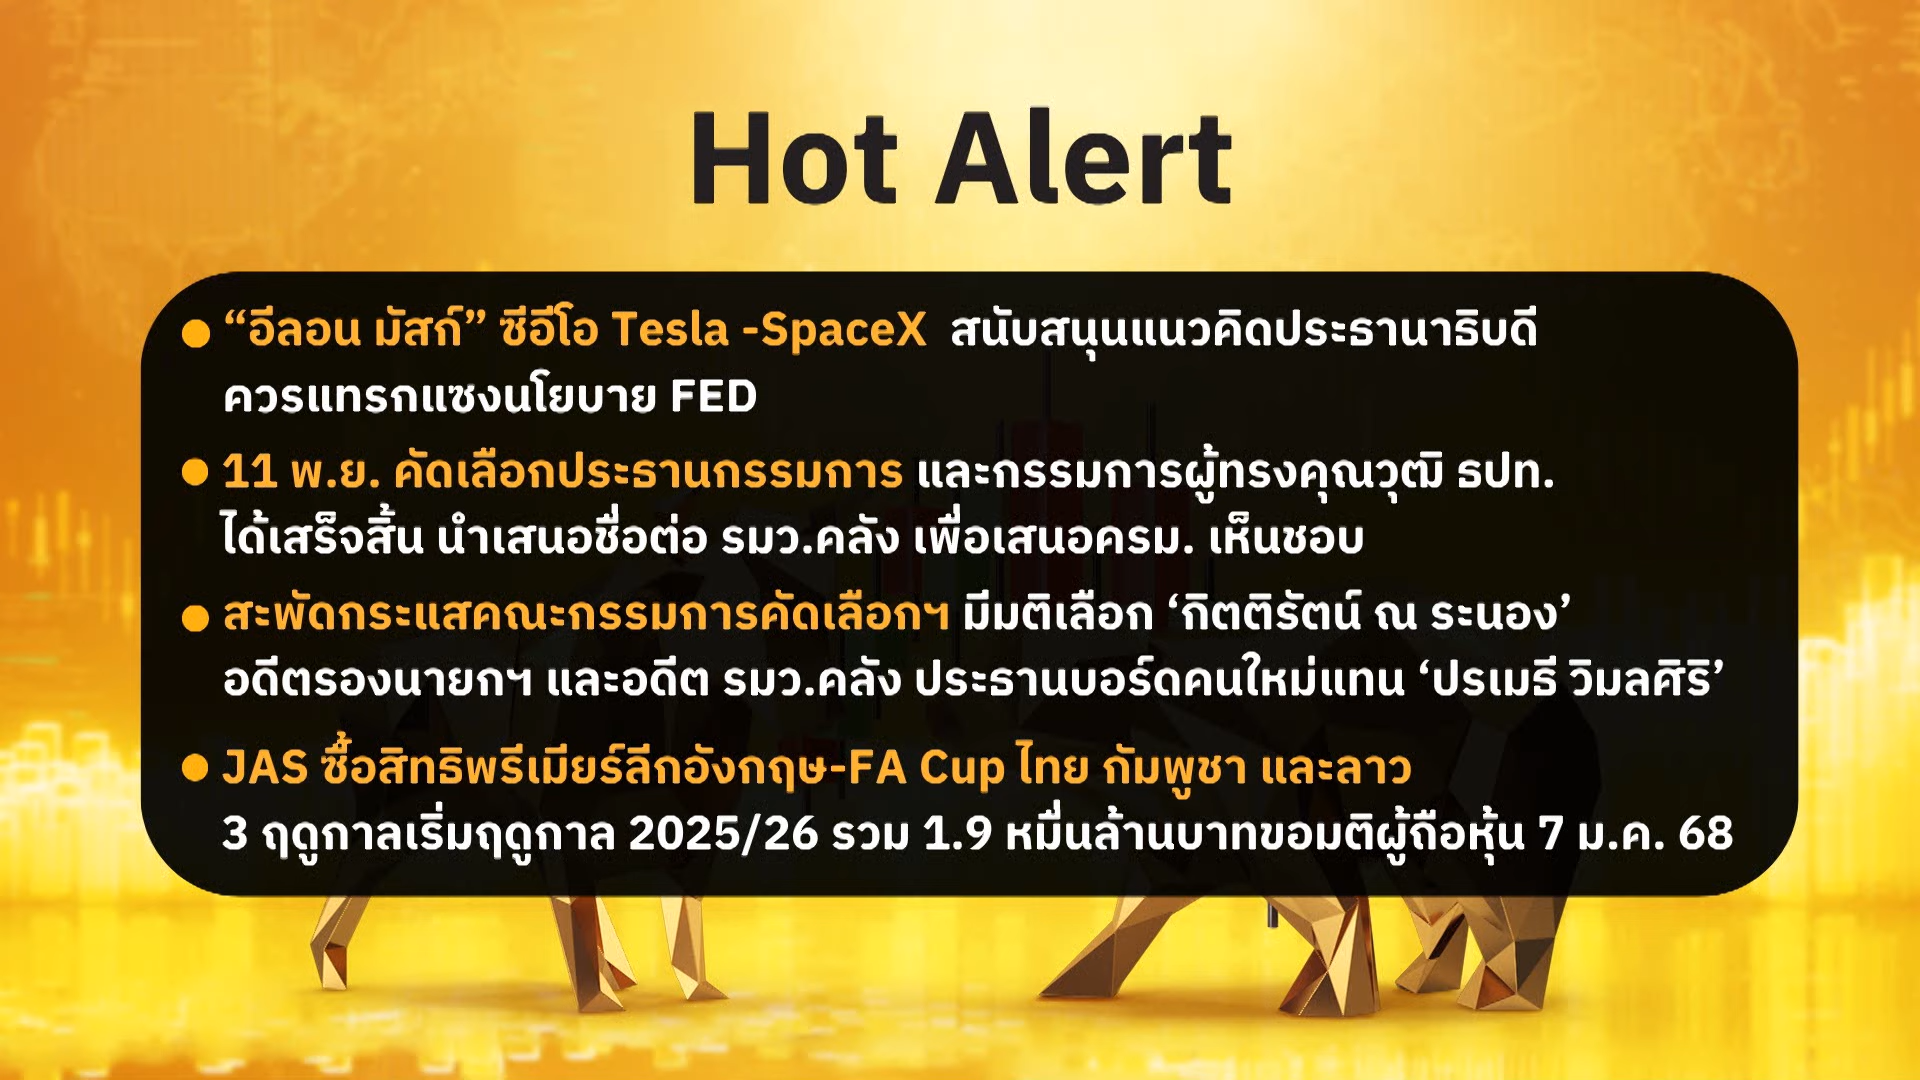 Hot Alert
“อีลอน มัสก์” ซีอีโอ Tesla -SpaceX สนับสนุนแนวคิดประธานาธิบดี
ควรแทรกแซงนโยบาย FED
11 พ.ย. คัดเลือกประธานกรรมการ และกรรมการผู้ทรงคุณวุฒิ ธปท.
ได้เสร็จสิ้น นำเสนอชื่อต่อ รมว.คลัง เพื่อเสนอครม. เห็นชอบ
สะพัดกระแสคณะกรรมการคัดเลือกฯ มีมติเลือก ‘กิตติรัตน์ ณ ระนอง’
อดีตรองนายกฯ และอดีต รมว.คลัง ประธานบอร์ดคนใหม่แทน ‘ปรเมธี วิมลศิริ’
JAS ซื้อสิทธิพรีเมียร์ลีกอังกฤษ-FA Cup ไทย กัมพูชา และลาว
3 ฤดูกาลเริ่มฤดูกาล 2025/26 รวม 1.9 หมื่นล้านบาทขอมติผู้ถือหุ้น 7 ม.ค. 68